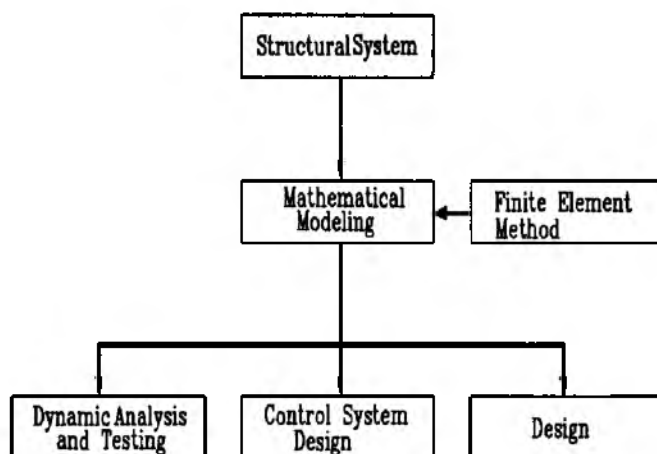 Structural System
Mathematical
Modeling
Finite Element
Method
Dynamic Analysis
and Testing
Control System
Design
Design